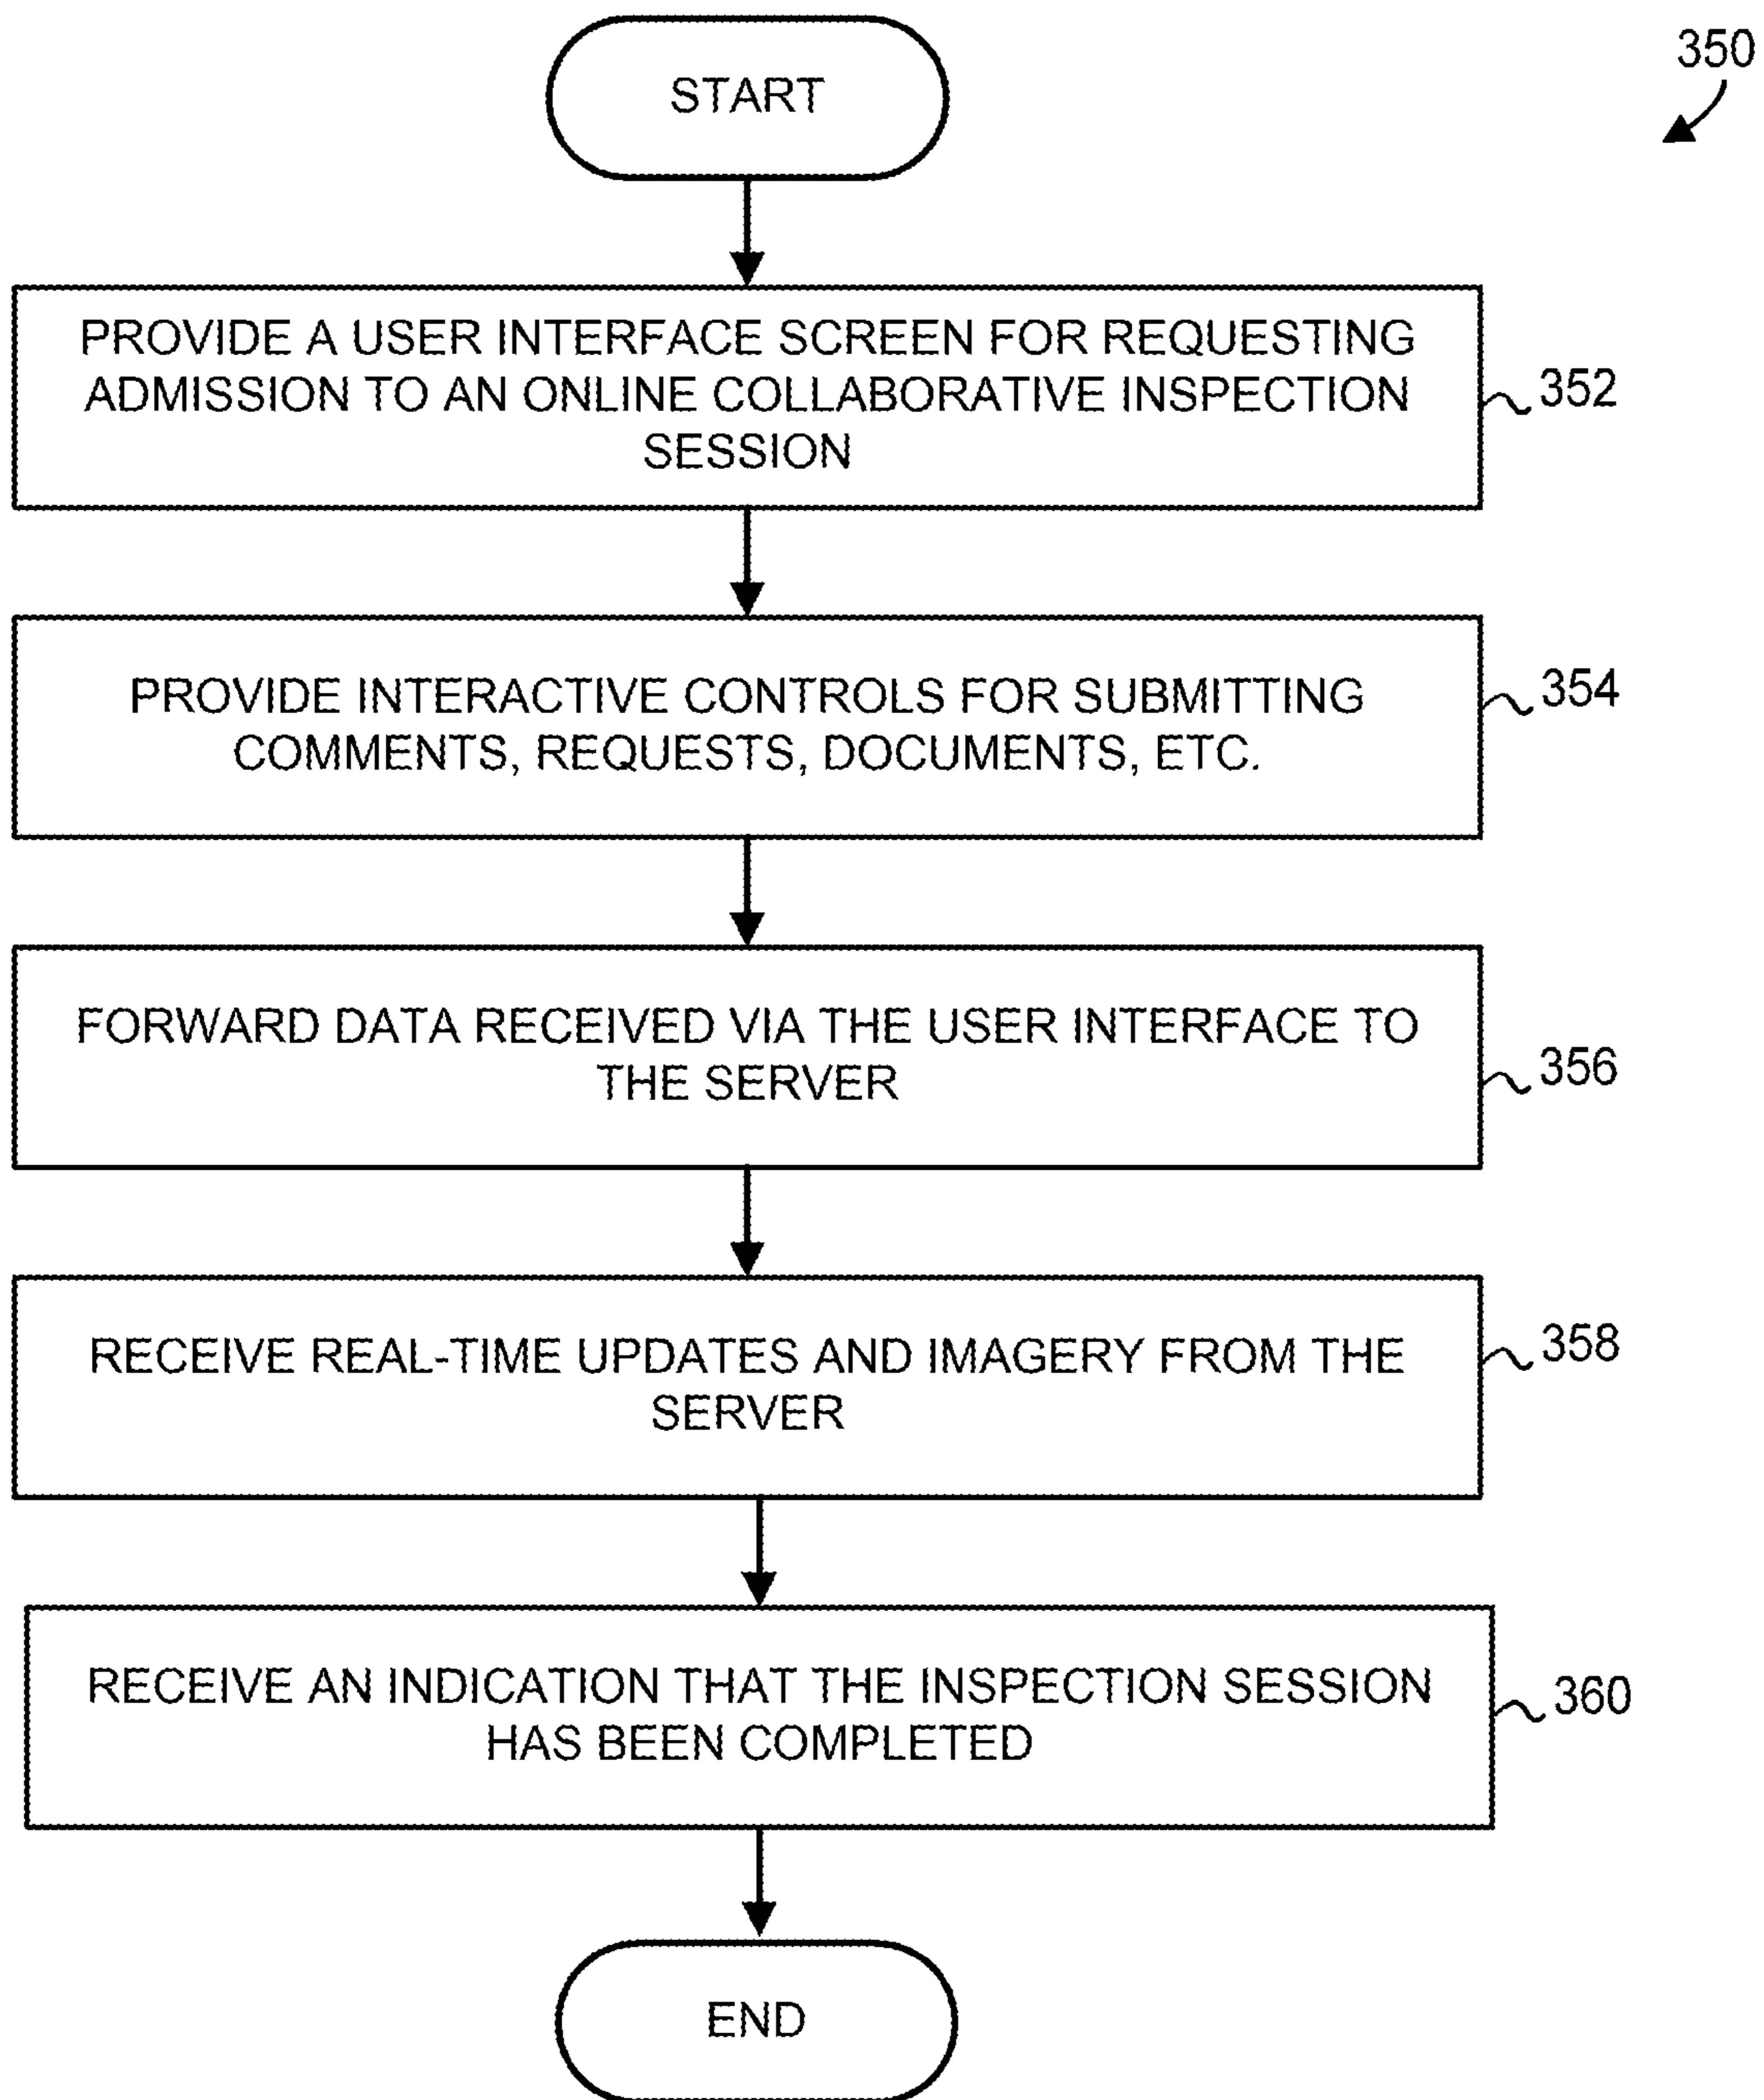 350
START
PROVIDE A USER INTERFACE SCREEN FOR REQUESTING
ADMISSION TO AN ONLINE COLLABORATIVE INSPECTION
SESSION
352
PROVIDE INTERACTIVE CONTROLS FOR SUBMITTING
COMMENTS, REQUESTS, DOCUMENTS, ETC.
354
FORWARD DATA RECEIVED VIA THE USER INTERFACE TO
THE SERVER
356
RECEIVE REAL-TIME UPDATES AND IMAGERY FROM THE
SERVER
358
RECEIVE AN INDICATION THAT THE INSPECTION SESSION
HAS BEEN COMPLETED
360
END